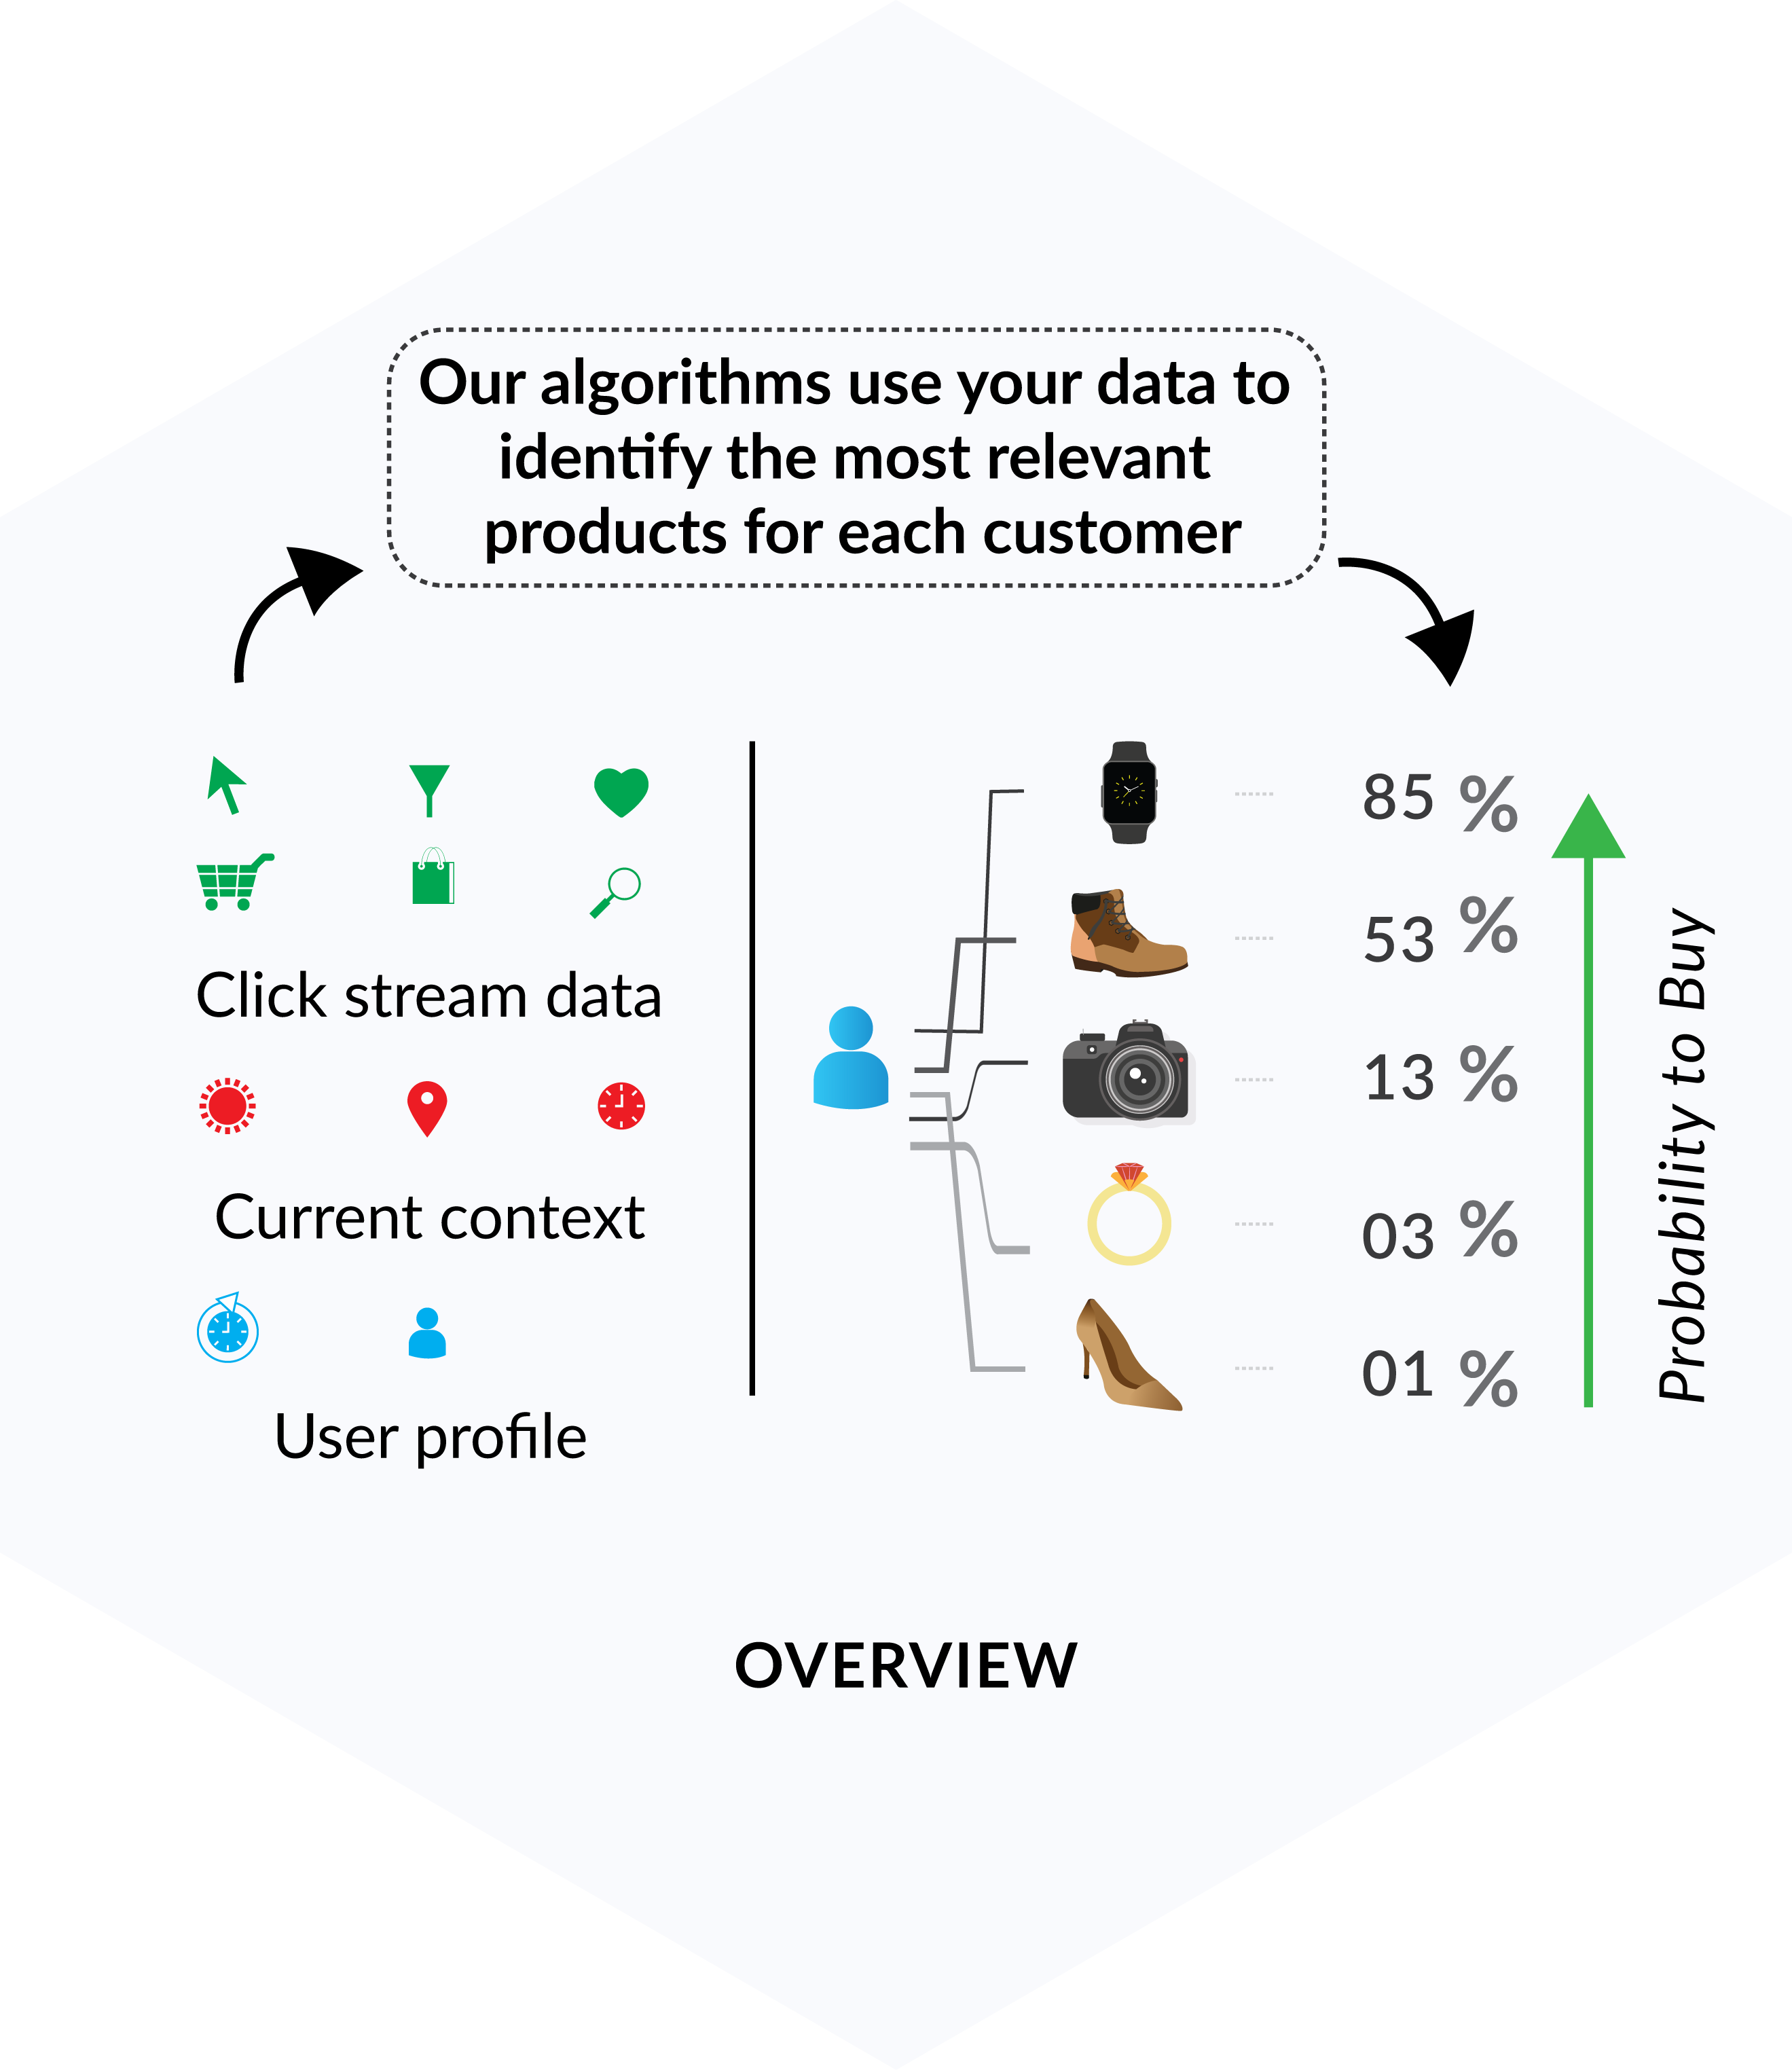 Our algorithms use your data to
identify the most relevant
products for each customer
Click stream data
Current context
User profile
85 %
53 %
13 %
03 %
01 %
Probability to Buy
OVERVIEW